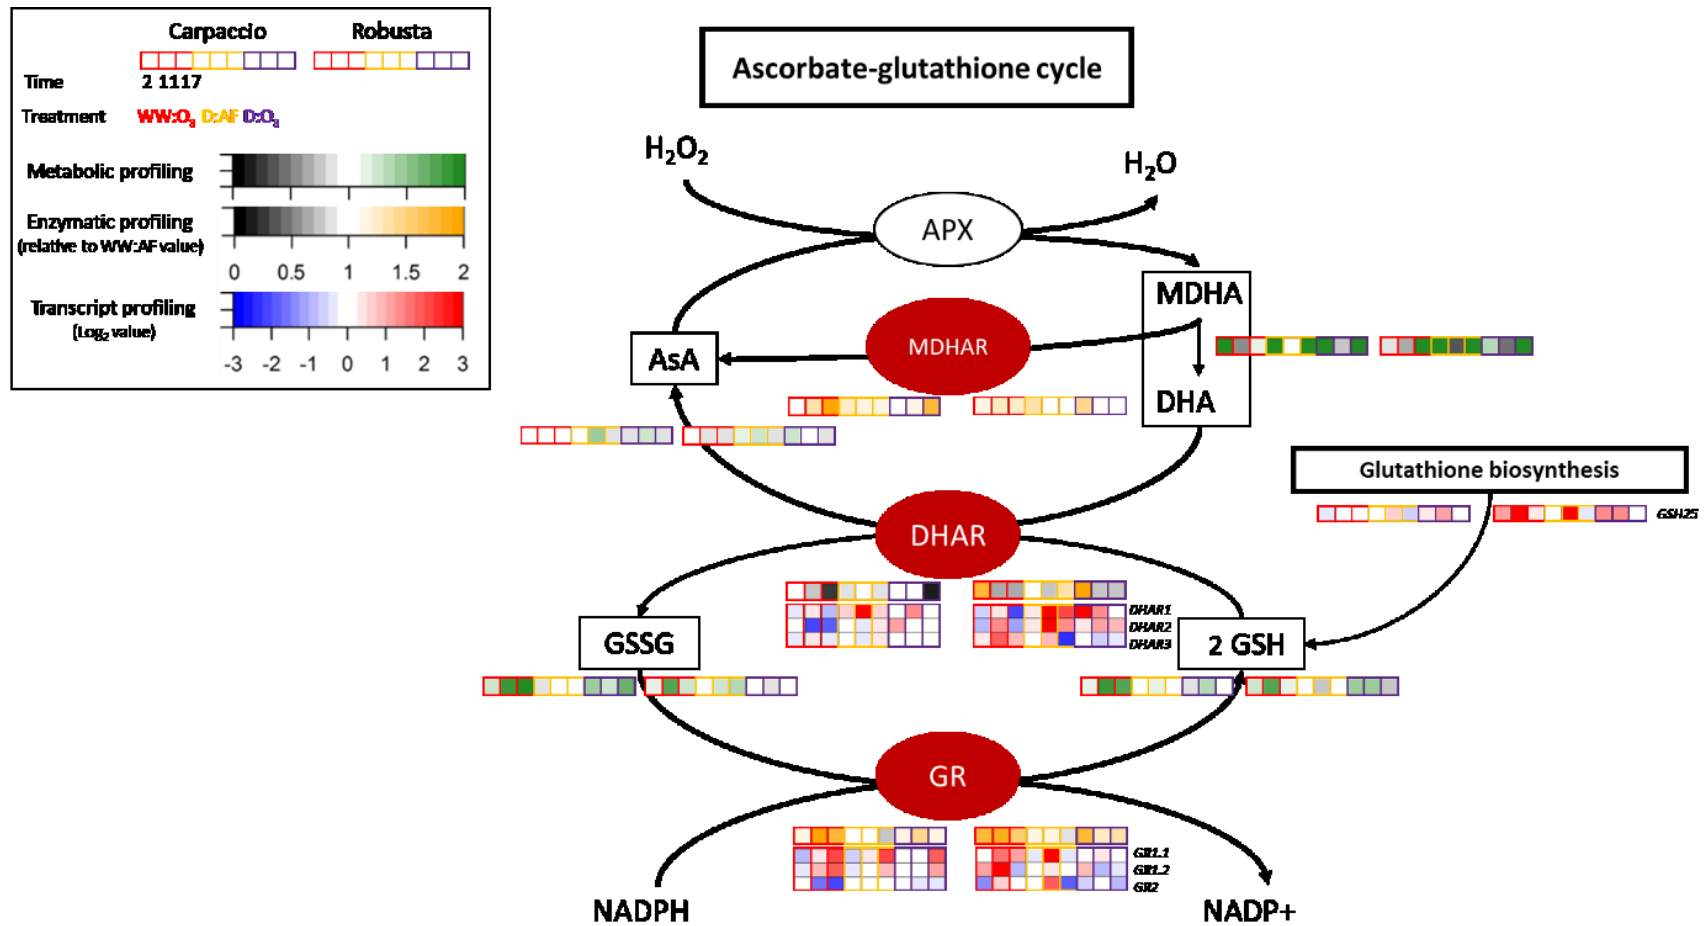 Carpaccio Robusta
Time 2 1117
Treatment WW:O3 D:AF D:O3
Metabolic profiling
Enzymatic profiling
(relative to WW:AF value)
0 0.5 1 1.5 2
Transcript profiling
(Log2 value)
-3 -2 -1 0 1 2 3
Ascorbate-glutathione cycle
H2O2
H2O
APX
MDHA
MDHAR
AsA
DHA
Glutathione biosynthesis
GSH25
DHAR
DHAR1
DHAR2
DHAR3
GSSG
2 GSH
GR
GR1.1
GR1.2
GR2
NADPH
NADP+